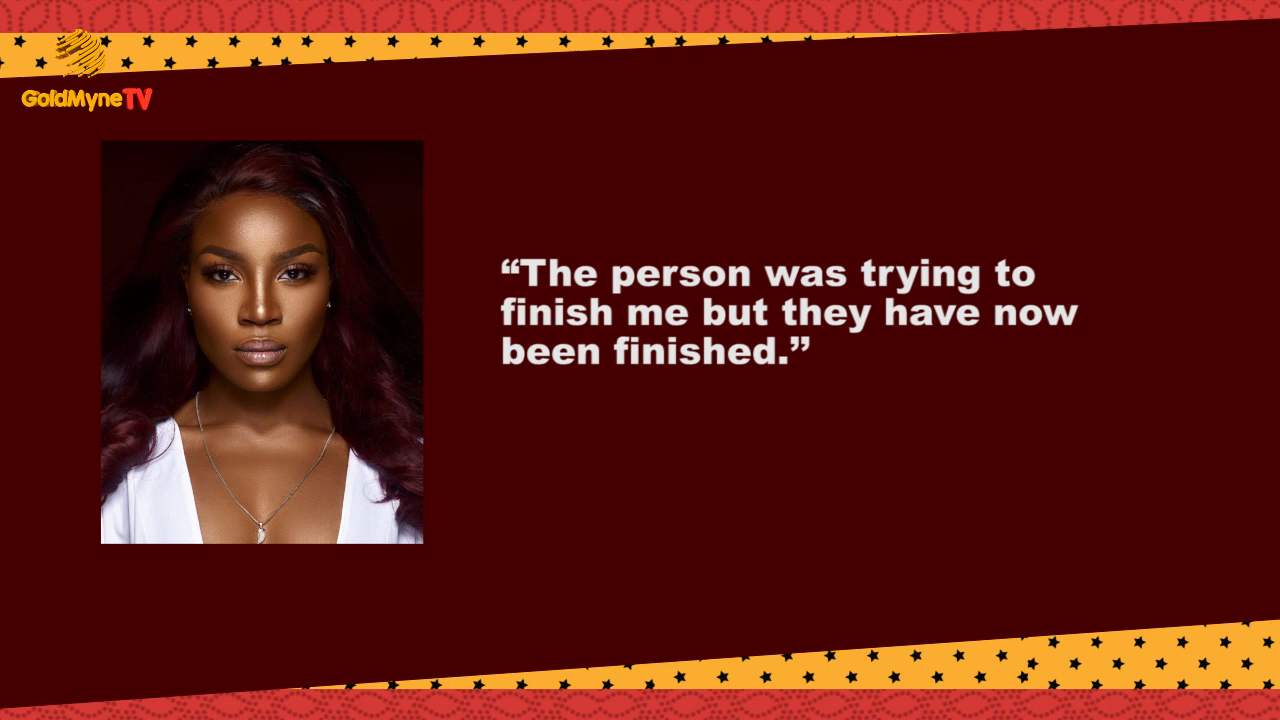 GoldMyneTV
“The person was trying to
finish me but they have now
been finished.”